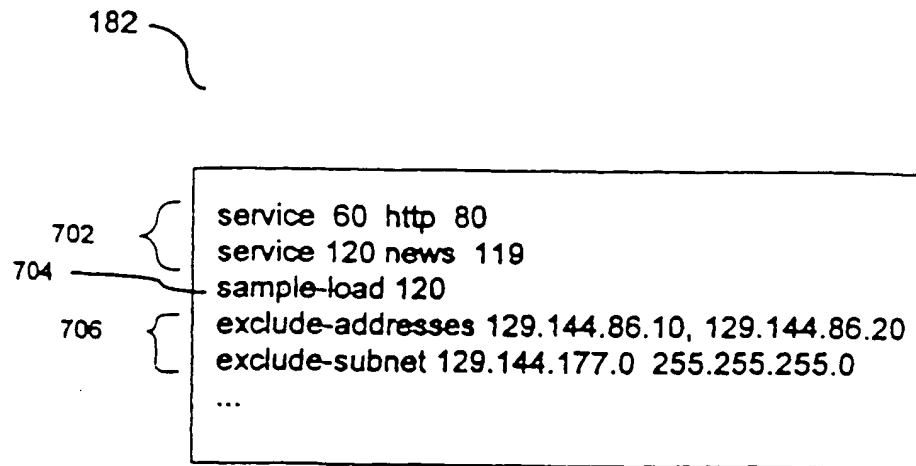 182
702
service 60 http 80
service 120 news 119
704
sample-load 120
706
exclude-addresses 129.144.86.10, 129.144.86.20
exclude-subnet 129.144.177.0 255.255.255.0
...